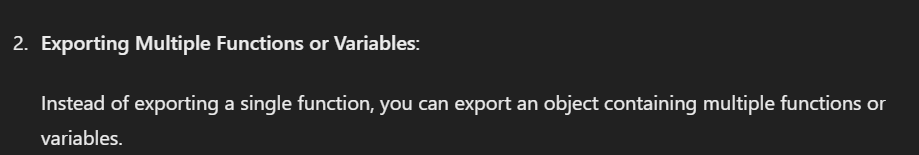 2. Exporting Multiple Functions or Variables:
Instead of exporting a single function, you can export an object containing multiple functions or
variables.